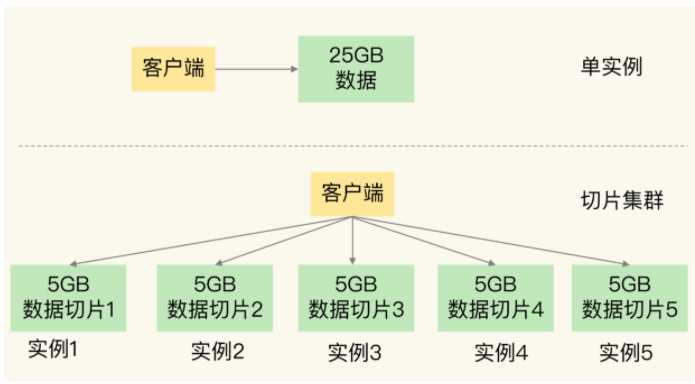 25GB
客户端
数据
单实例
客户端
切片集群
5GB
数据切片1
5GB
数据切片2
5GB
数据切片3
5GB
数据切片4
5GB
数据切片5
实例1
实例2
实例3
实例4
实例5